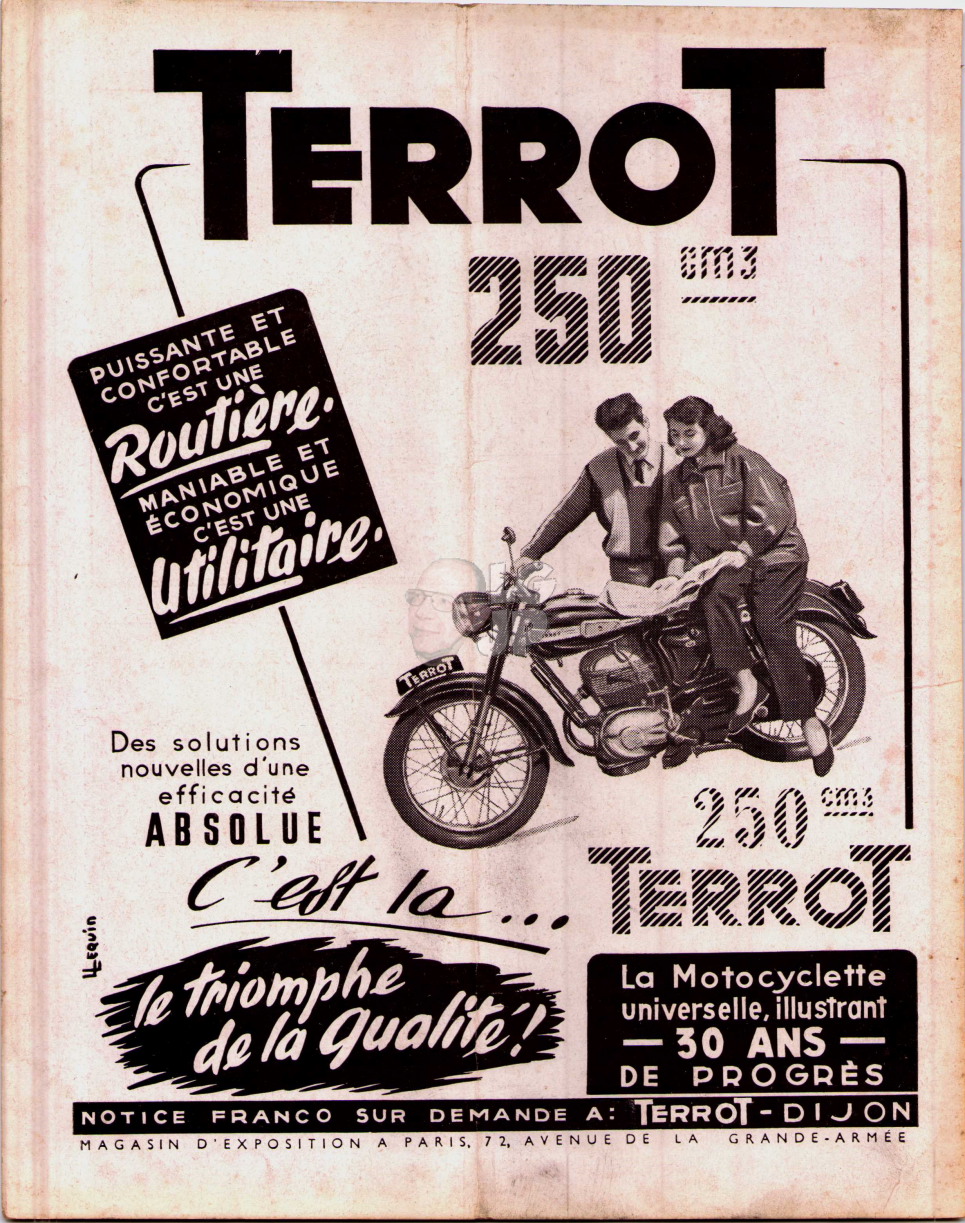 TERROT
250 cm3
PUISSANTE ET
CONFORTABLE
C'EST UNE
Routière.
MANIABLE ET
ÉCONOMIQUE
C'EST UNE
Utilitaire.
TERROT
Des solutions
nouvelles d'une
efficacité
ABSOLUE
C'est la...
250 cm3
TERROT
le triomphe
de la qualité!
La Motocyclette
universelle, illustrant
— 30 ANS —
DE PROGRÈS
NOTICE FRANCO SUR DEMANDE A: TERROT - DIJON
MAGASIN D'EXPOSITION A PARIS, 72, AVENUE DE LA GRANDE-ARMÉE